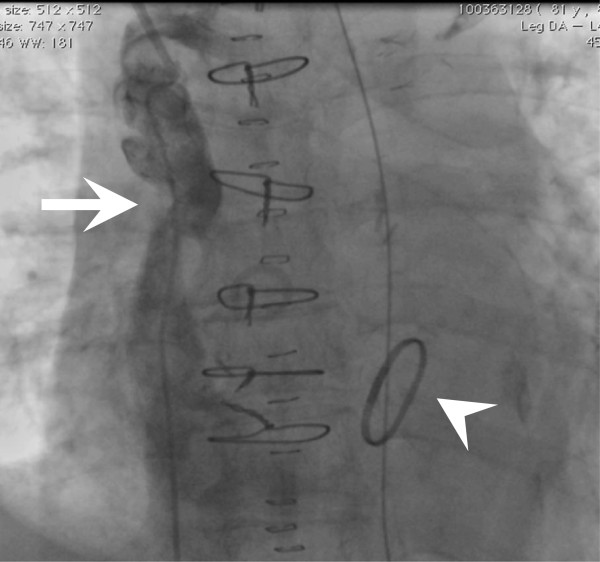 size: 512 x 512
100363128 ( 81 y ,
size: 747 x 747
Leg DA – L
46 WW: 181
45